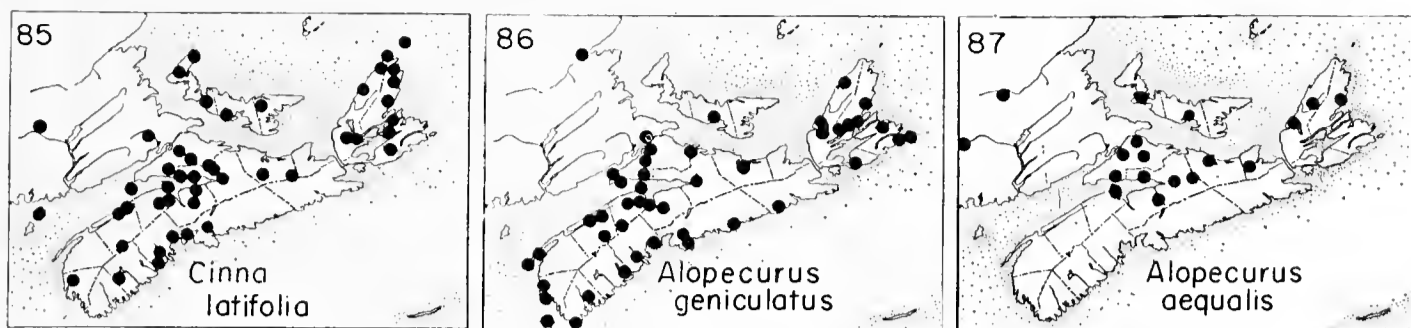 85
Cinna
latifolia
86
Alopecurus
geniculatus
87
Alopecurus
aequalis